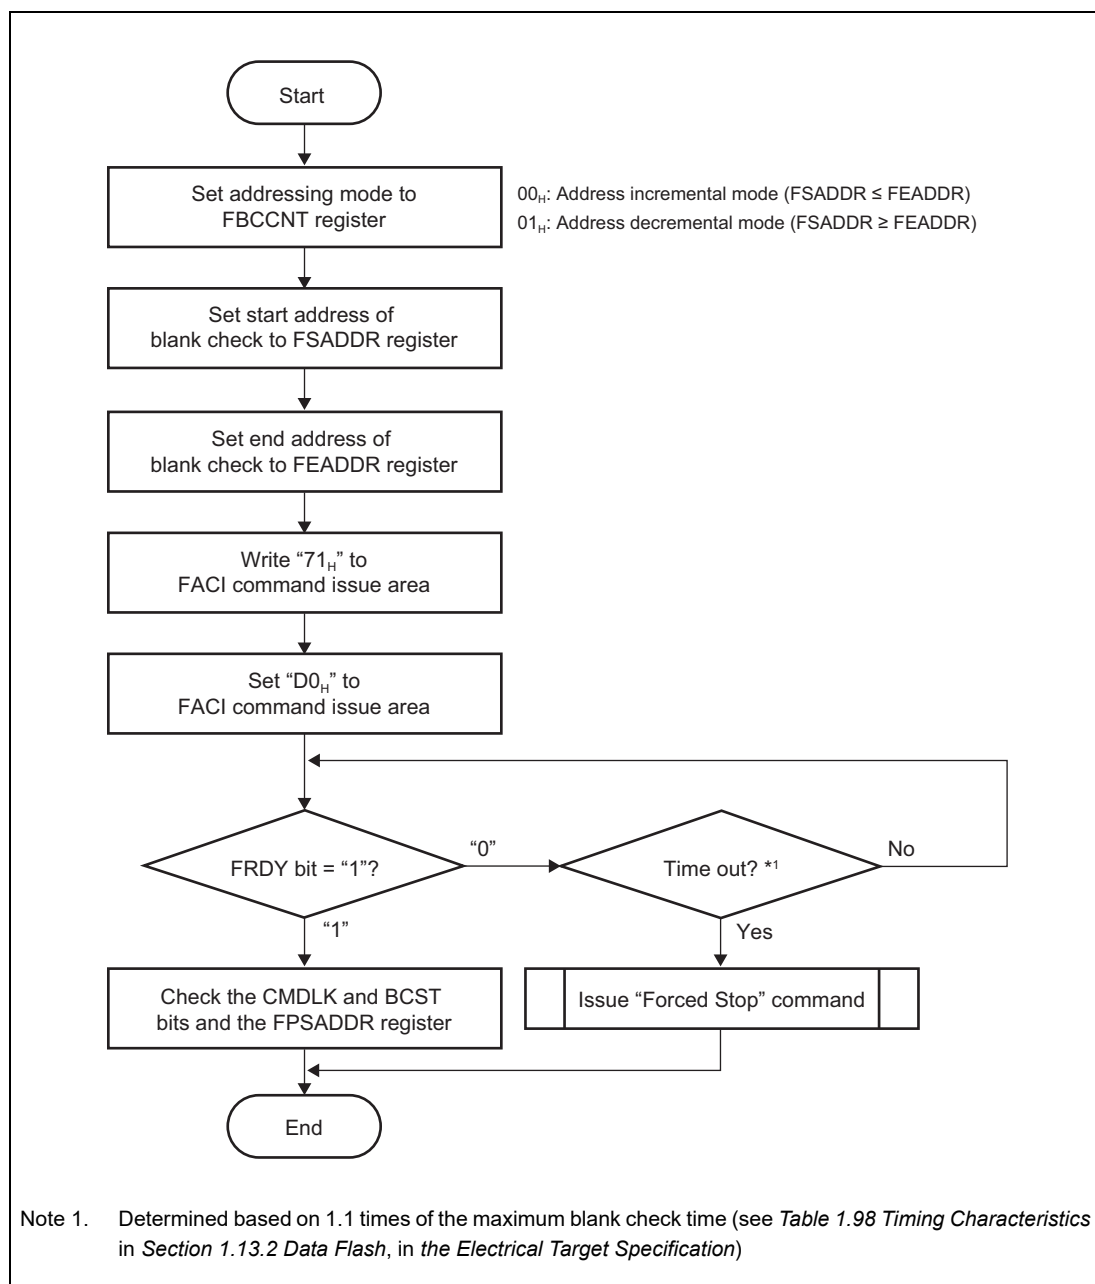 Start
Set addressing mode to
FBCCNT register
00H: Address incremental mode (FSADDR ≤ FEADDR)
01H: Address decremental mode (FSADDR ≥ FEADDR)
Set start address of
blank check to FSADDR register
Set end address of
blank check to FEADDR register
Write “71H” to
FACI command issue area
Set “D0H” to
FACI command issue area
FRDY bit = “1”?
“0”
Time out? *1
No
“1”
Yes
Check the CMDLK and BCST
bits and the FPSADDR register
Issue “Forced Stop” command
End
Note 1. Determined based on 1.1 times of the maximum blank check time (see Table 1.98 Timing Characteristics
in Section 1.13.2 Data Flash, in the Electrical Target Specification)